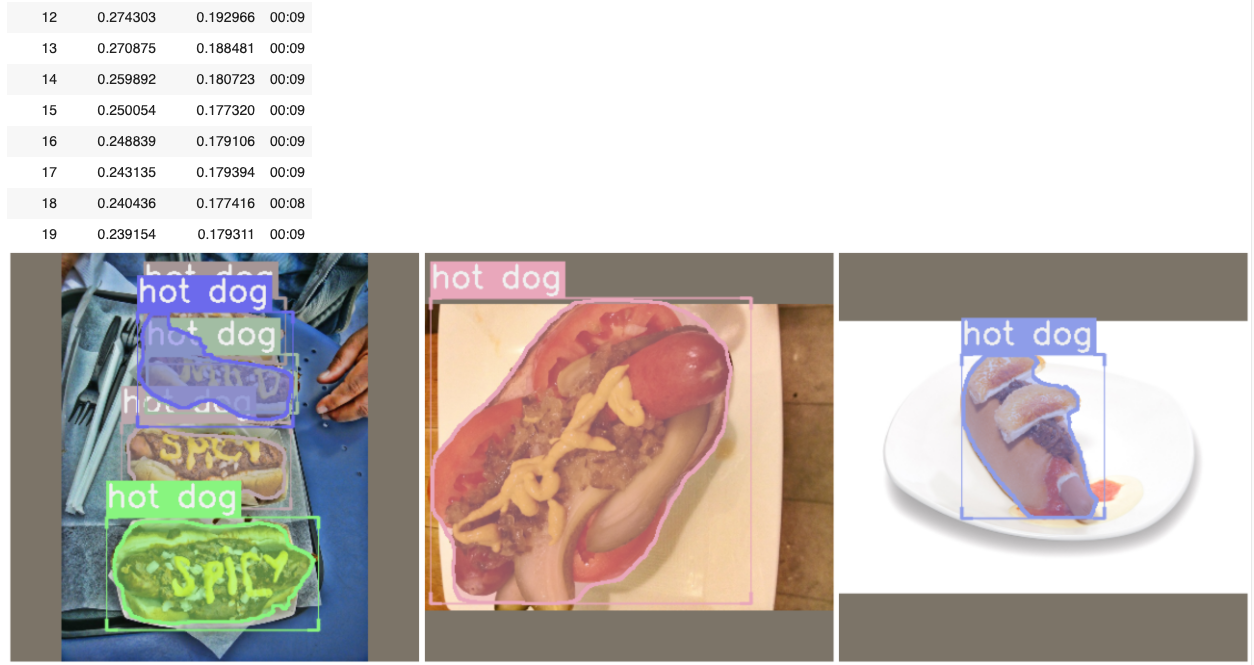 12 0.274303 0.192966 00:09
13 0.270875 0.188481 00:09
14 0.259892 0.180723 00:09
15 0.250054 0.177320 00:09
16 0.248839 0.179106 00:09
17 0.243135 0.179394 00:09
18 0.240436 0.177416 00:08
19 0.239154 0.179311 00:09
hot dog
hot dog
hot dog
hot dog
SPICY
hot dog
SPICY
hot dog
hot dog